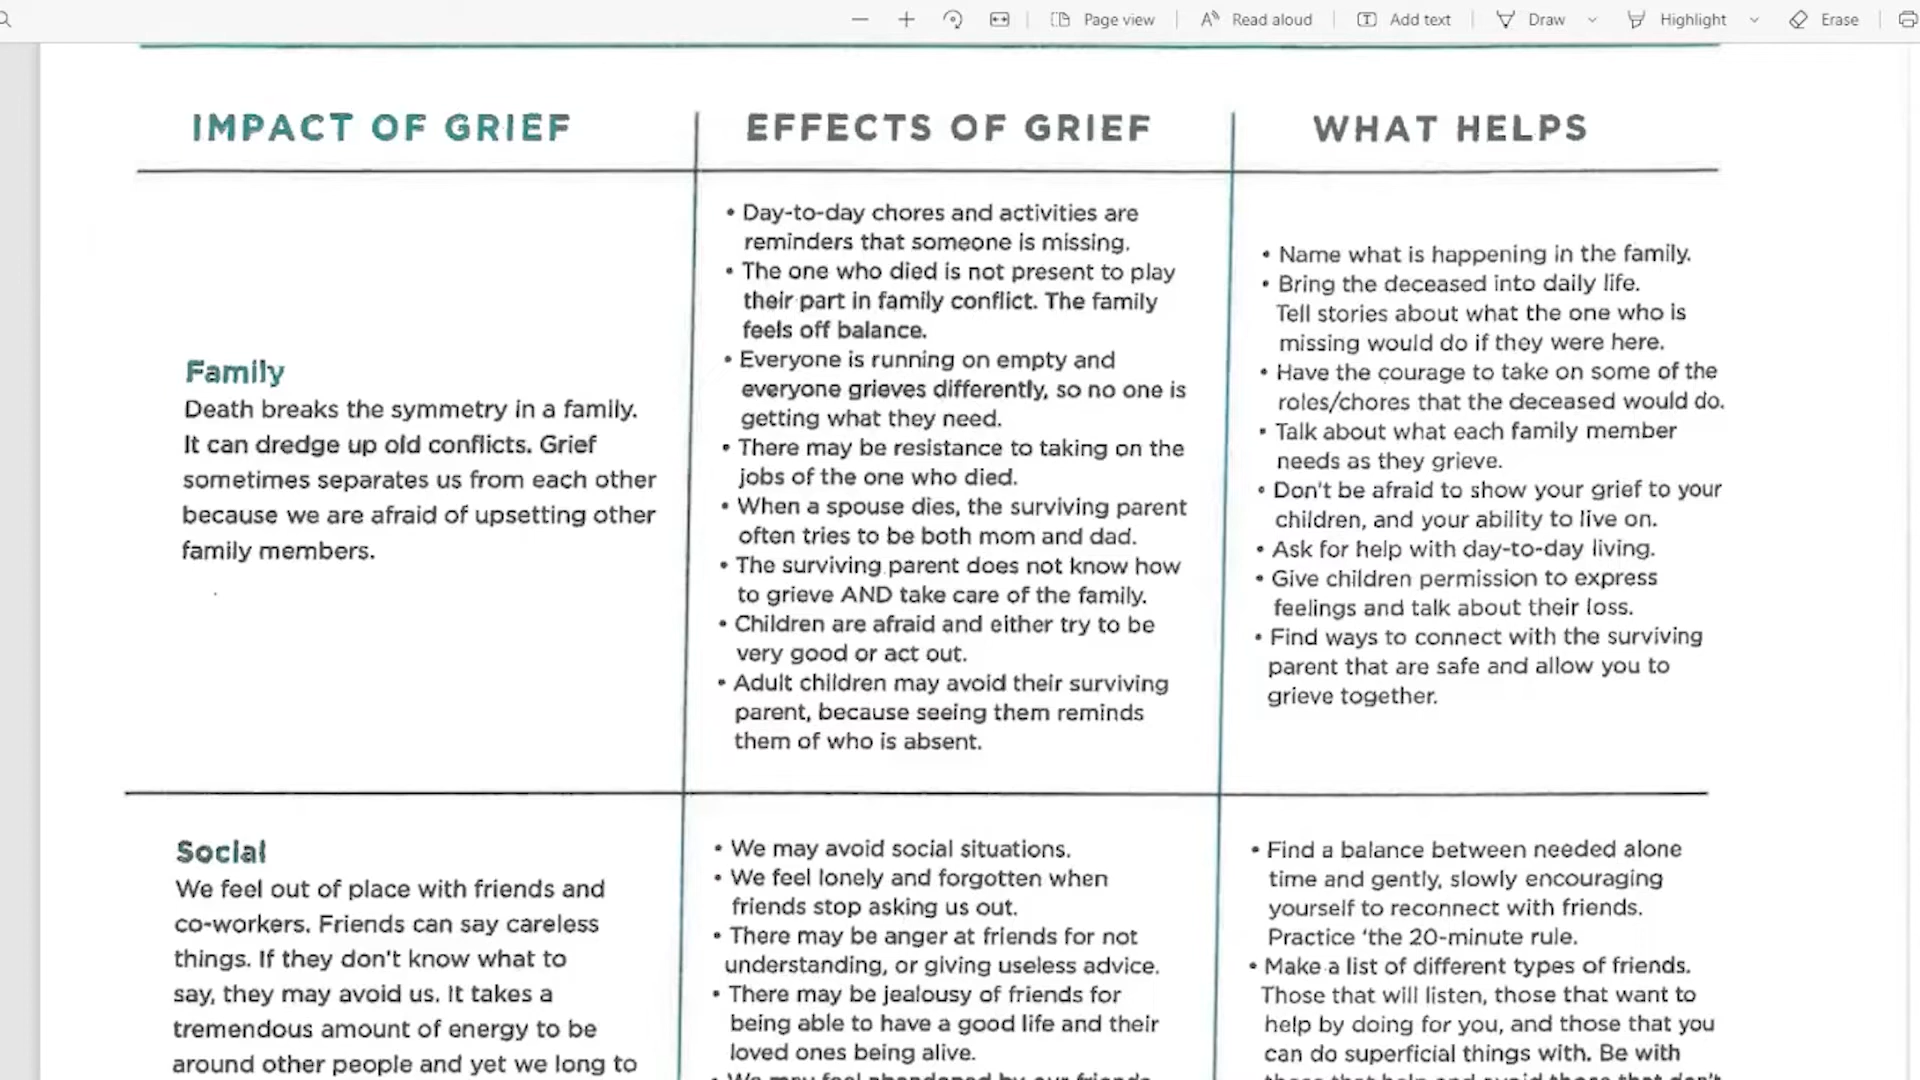 Page view
Read aloud
Add text
Draw
Highlight
Erase
IMPACT OF GRIEF
EFFECTS OF GRIEF
WHAT HELPS
Family
Death breaks the symmetry in a family.
It can dredge up old conflicts. Grief
sometimes separates us from each other
because we are afraid of upsetting other
family members.
• Day-to-day chores and activities are
reminders that someone is missing.
• The one who died is not present to play
their part in family conflict. The family
feels off balance.
• Everyone is running on empty and
everyone grieves differently, so no one is
getting what they need.
• There may be resistance to taking on the
jobs of the one who died.
• When a spouse dies, the surviving parent
often tries to be both mom and dad.
• The surviving parent does not know how
to grieve AND take care of the family.
• Children are afraid and either try to be
very good or act out.
• Adult children may avoid their surviving
parent, because seeing them reminds
them of who is absent.
• Name what is happening in the family.
• Bring the deceased into daily life.
Tell stories about what the one who is
missing would do if they were here.
• Have the courage to take on some of the
roles/chores that the deceased would do.
• Talk about what each family member
needs as they grieve.
• Don't be afraid to show your grief to your
children, and your ability to live on.
• Ask for help with day-to-day living.
• Give children permission to express
feelings and talk about their loss.
• Find ways to connect with the surviving
parent that are safe and allow you to
grieve together.
Social
We feel out of place with friends and
co-workers. Friends can say careless
things. If they don't know what to
say, they may avoid us. It takes a
tremendous amount of energy to be
around other people and yet we long to
• We may avoid social situations.
• We feel lonely and forgotten when
friends stop asking us out.
• There may be anger at friends for not
understanding, or giving useless advice.
• There may be jealousy of friends for
being able to have a good life and their
loved ones being alive.
• We may feel abandoned by our friends
• Find a balance between needed alone
time and gently, slowly encouraging
yourself to reconnect with friends.
Practice 'the 20-minute rule.
• Make a list of different types of friends.
Those that will listen, those that want to
help by doing for you, and those that you
can do superficial things with. Be with
those that help and avoid those that don't